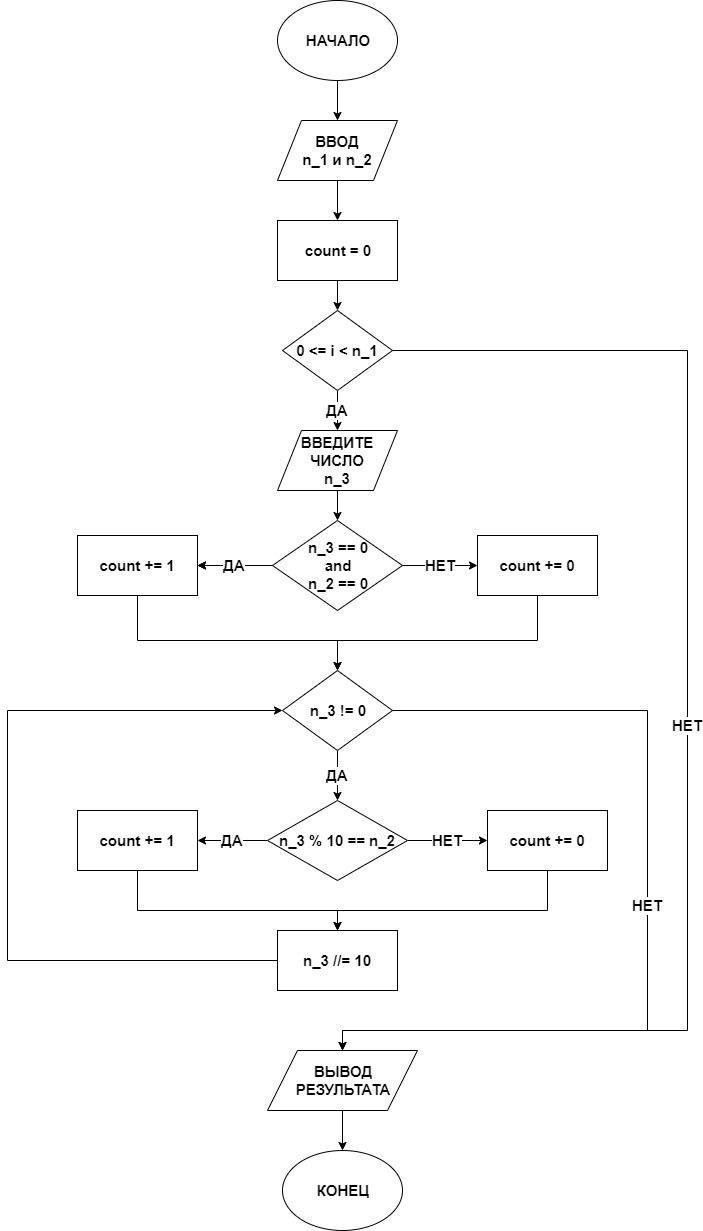 НАЧАЛО
ВВОД
n_1 и n_2
count = 0
0 <= i < n_1
ДА
ВВЕДИТЕ
ЧИСЛО
n_3
n_3 == 0
and
n_2 == 0
ДА
НЕТ
count += 1
count += 0
n_3 != 0
НЕТ
ДА
n_3 % 10 == n_2
ДА
НЕТ
count += 1
count += 0
НЕТ
n_3 //= 10
ВЫВОД
РЕЗУЛЬТАТА
КОНЕЦ